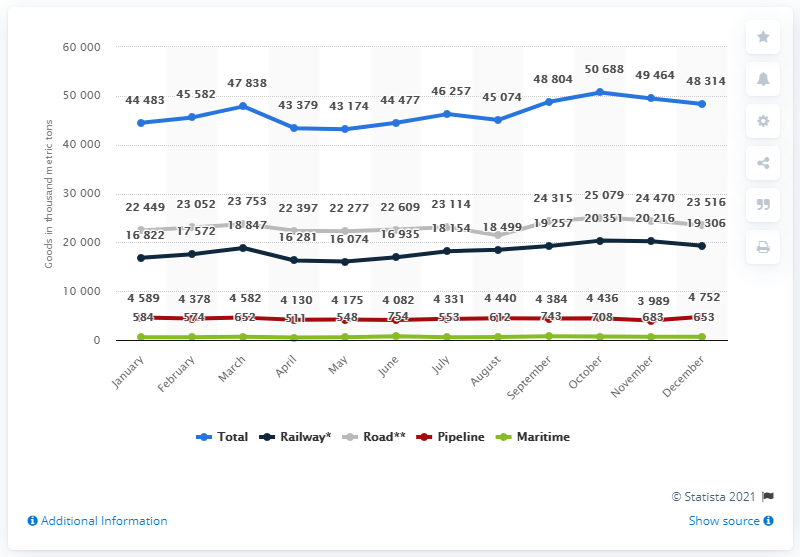 60 000
50 000
40 000
30 000
20 000
10 000
0
Goods in thousand metric tons
44 483 45 582 47 838 43 379 43 174 44 477 46 257 45 074 48 804 50 688 49 464 48 314
22 449 23 052 23 753 22 397 22 277 22 609 23 114 24 315 25 079 24 470 23 516
16 822 17 572 18 847 16 281 16 074 16 935 18 154 18 499 19 257 20 351 20 216 19 306
4 589 4 378 4 582 4 130 4 175 4 082 4 331 4 440 4 384 4 436 3 989 4 752
584 574 652 511 548 754 553 612 743 708 683 653
January February March April May June July August September October November December
Total Railway* Road** Pipeline Maritime
© Statista 2021
Additional Information Show source